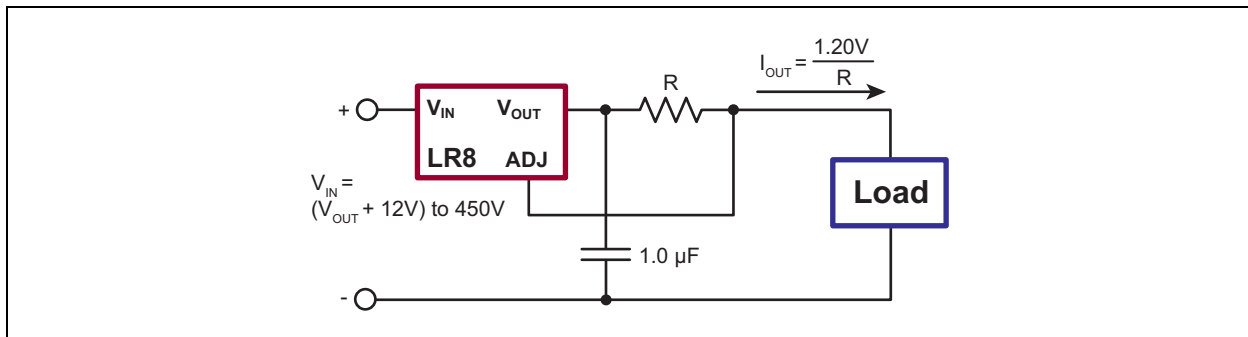 I_OUT = 1.20V / R
R
+
V_IN V_OUT
LR8 ADJ
V_IN =
(V_OUT + 12V) to 450V
Load
1.0 µF
-